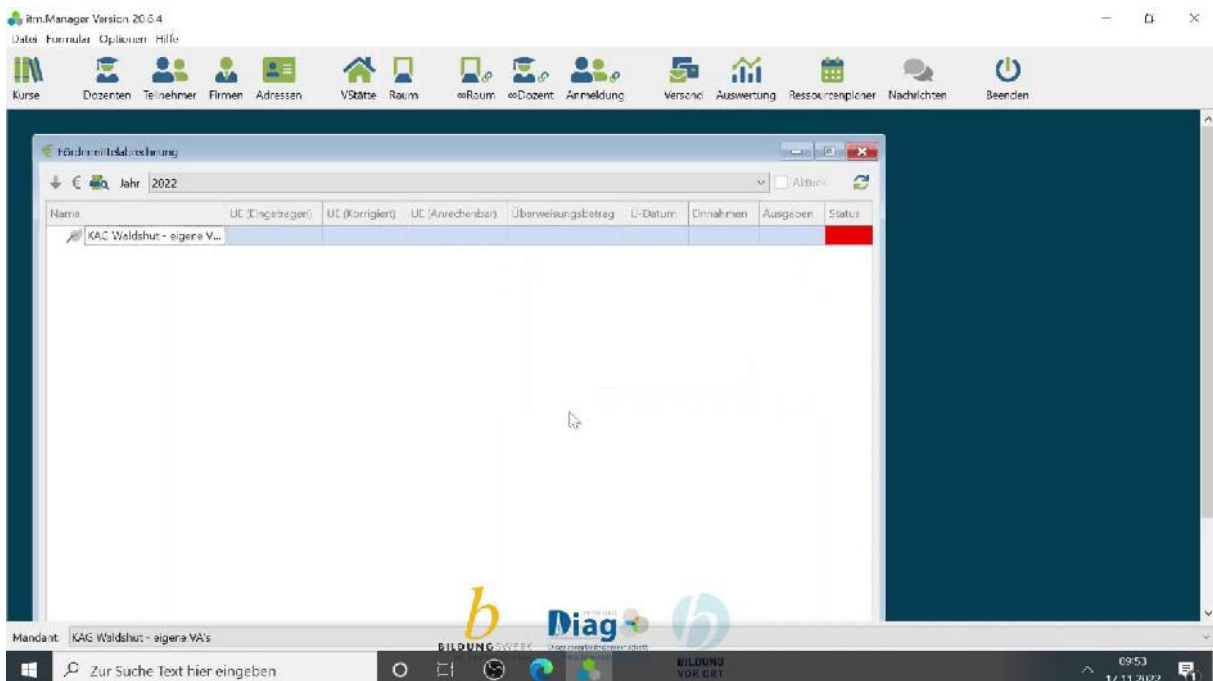 itm.Manager Version 20.6.4
Datei Formular Optionen Hilfe
Kurse Dozenten Teilnehmer Firmen Adressen VStätte Raum ∞Raum ∞Dozent Anmeldung Versand Auswertung Ressourcenplaner Nachrichten Beenden
Fördermittelabrechnung
Jahr 2022
Name UE (Eingetragen) UE (Korrigiert) UE (Anrechenbar) Überweisungsbetrag Ü-Datum Einnahmen Ausgaben Status
KAG Waldshut - eigene V...
b Diag b
BILDUNGSWERK
BILDUNG
VOR ORT
Mandant KAG Waldshut - eigene VA's
Zur Suche Text hier eingeben
09:53
17.11.2022